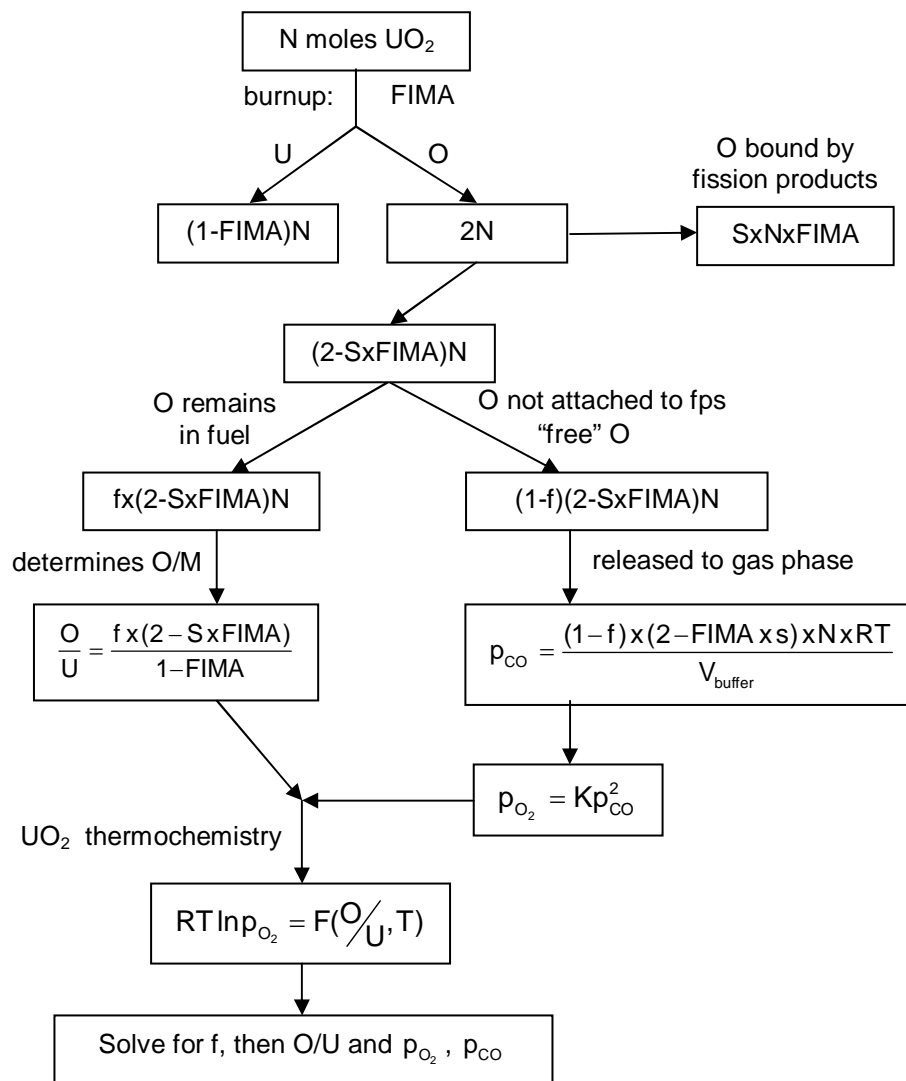 N moles UO₂
burnup: FIMA
U
O
O bound by
fission products
(1-FIMA)N
2N
SxNxFIMA
(2-SxFIMA)N
O remains
in fuel
O not attached to fps
“free” O
fx(2-SxFIMA)N
(1-f)(2-SxFIMA)N
determines O/M
released to gas phase
O/U = f x (2 − S x FIMA) / 1 − FIMA
p_CO = (1 − f) x (2 − FIMA x s) x N x RT / V_buffer
p_O₂ = Kp²_CO
UO₂ thermochemistry
RT lnp_O₂ = F(O/U, T)
Solve for f, then O/U and p_O₂ , p_CO